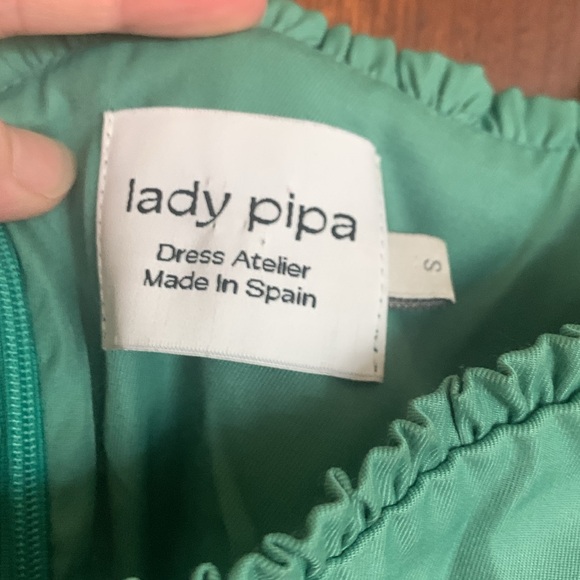 lady pipa
Dress Atelier
Made In Spain
S